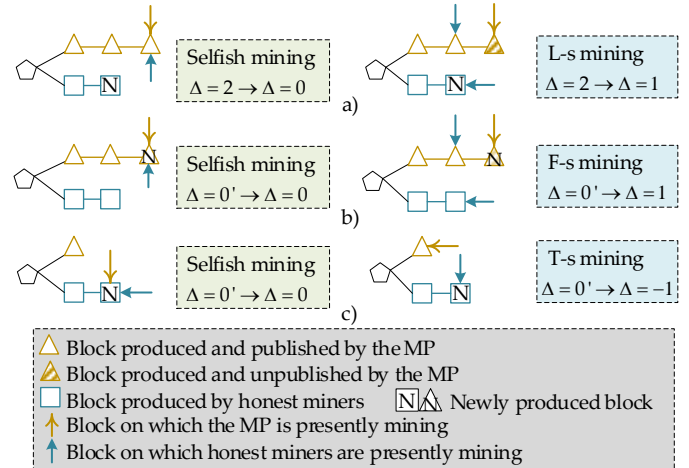 Selfish mining
Δ = 2 → Δ = 0
L-s mining
Δ = 2 → Δ = 1
N
N
a)
Selfish mining
Δ = 0' → Δ = 0
F-s mining
Δ = 0' → Δ = 1
N
N
b)
Selfish mining
Δ = 0' → Δ = 0
T-s mining
Δ = 0' → Δ = −1
N
N
c)
Block produced and published by the MP
Block produced and unpublished by the MP
Block produced by honest miners N N Newly produced block
Block on which the MP is presently mining
Block on which honest miners are presently mining